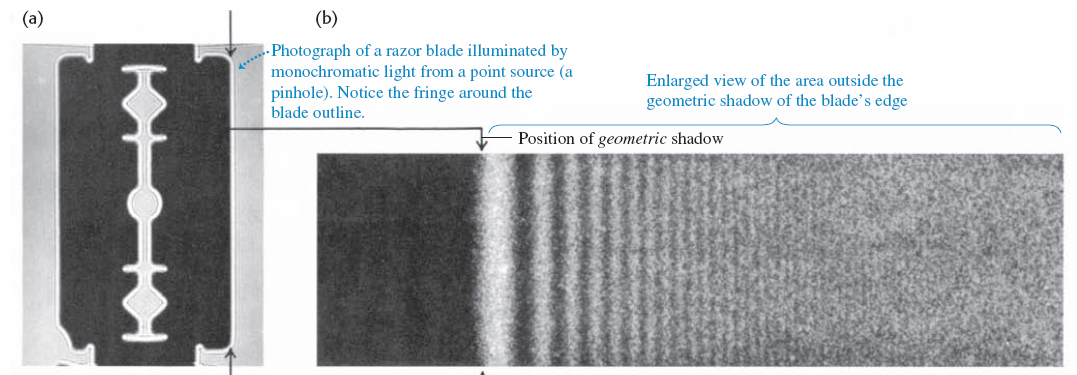 (a)
(b)
Photograph of a razor blade illuminated by
monochromatic light from a point source (a
pinhole). Notice the fringe around the
blade outline.
Enlarged view of the area outside the
geometric shadow of the blade's edge
Position of geometric shadow